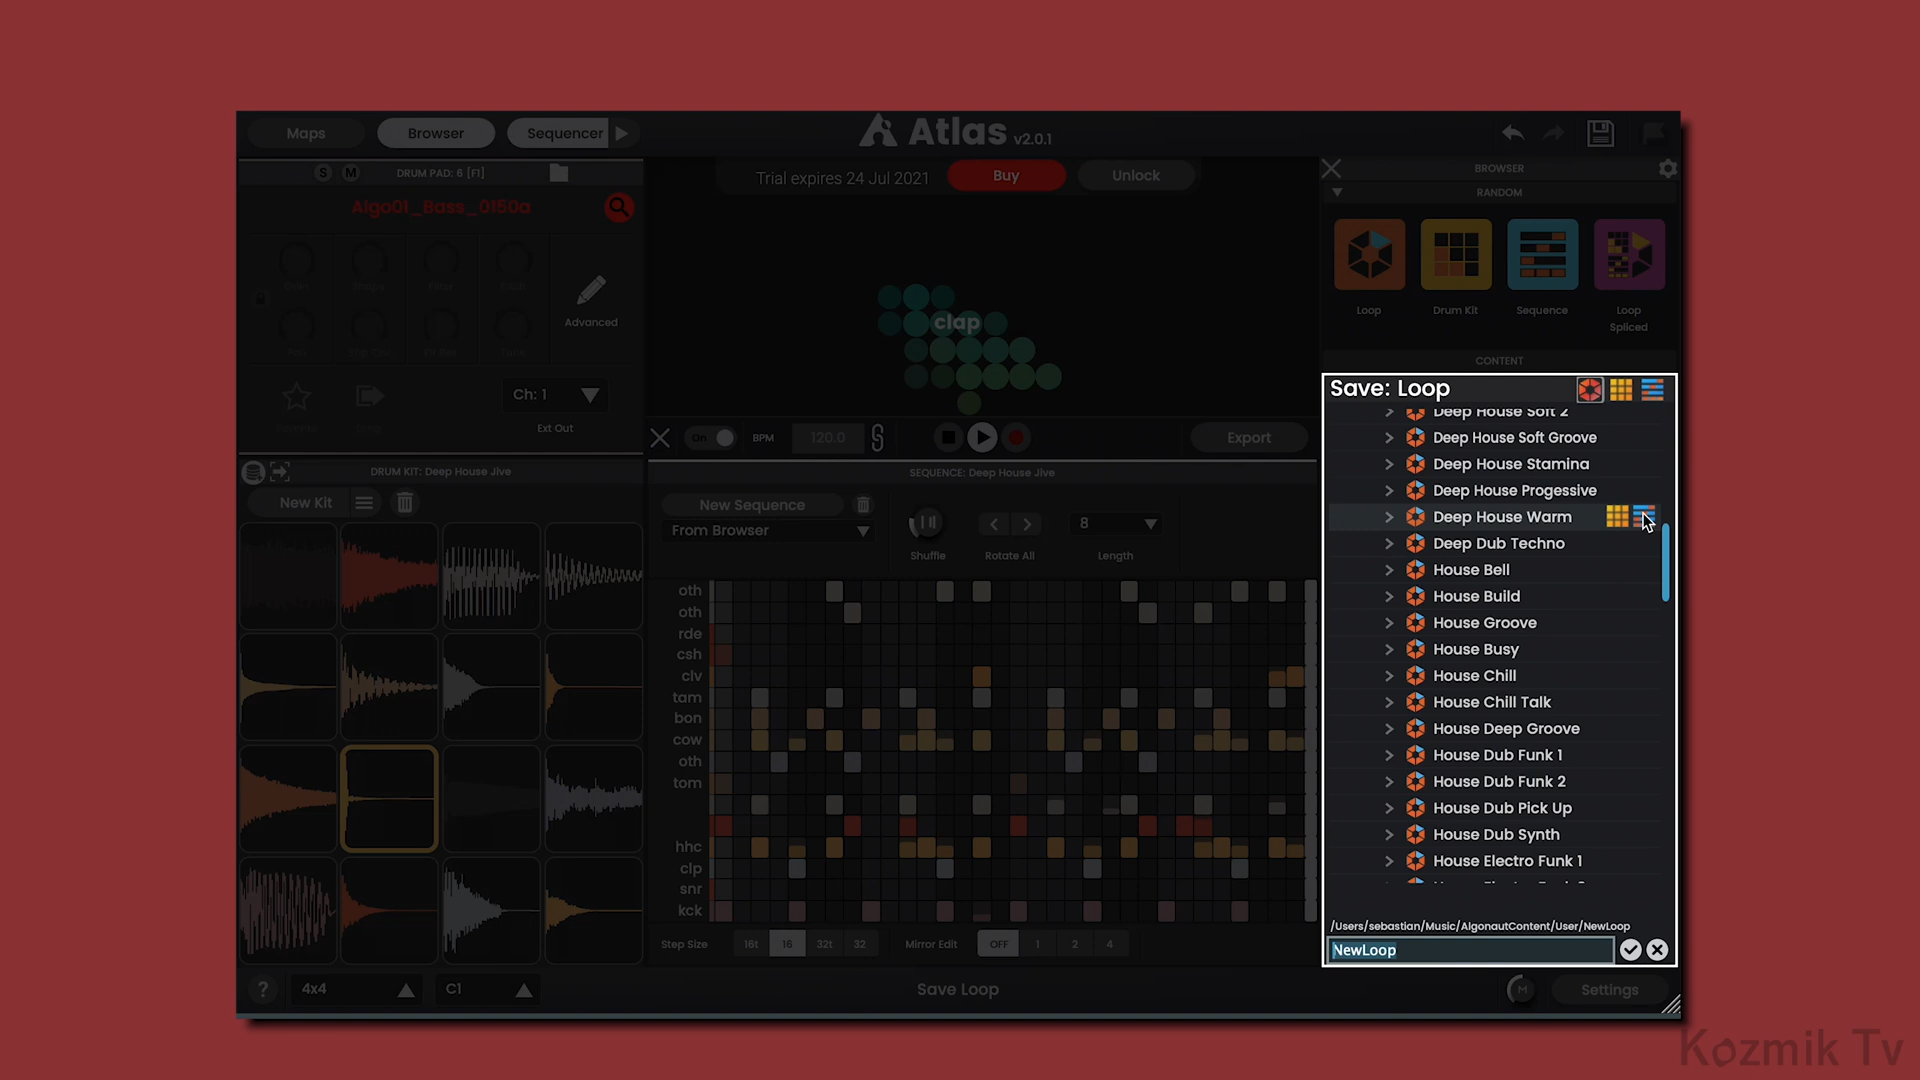 Maps
Browser
Sequencer
Atlas v2.0.1
S M DRUM PAD: 6 [F1]
Algo01_Bass_0150a
Advanced
Ch: 1
Ext Out
Trial expires 24 Jul 2021
Buy
Unlock
clap
On
BPM
120.0
Export
BROWSER
RANDOM
Loop
Drum Kit
Sequence
Loop
Spliced
CONTENT
Save: Loop
Deep House Soft 2
Deep House Soft Groove
Deep House Stamina
Deep House Progessive
Deep House Warm
Deep Dub Techno
House Bell
House Build
House Groove
House Busy
House Chill
House Chill Talk
House Deep Groove
House Dub Funk 1
House Dub Funk 2
House Dub Pick Up
House Dub Synth
House Electro Funk 1
/Users/sebastian/Music/AlgonautContent/User/NewLoop
NewLoop
DRUM KIT: Deep House Jive
New Kit
SEQUENCE: Deep House Jive
New Sequence
From Browser
Shuffle
Rotate All
8
Length
oth
oth
rde
csh
clv
tam
bon
cow
oth
tom
hhc
clp
snr
kck
Step Size
16t
16
32t
32
Mirror Edit
OFF
1
2
4
?
4x4
C1
Save Loop
M
Settings
Kozmik Tv